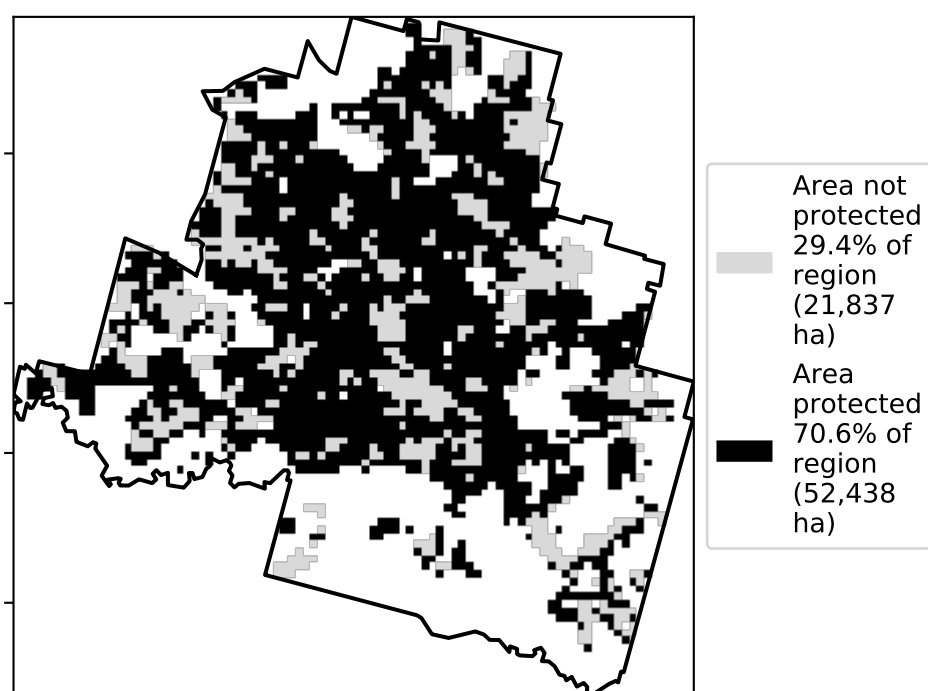 Area not
protected
29.4% of
region
(21,837
ha)
Area
protected
70.6% of
region
(52,438
ha)